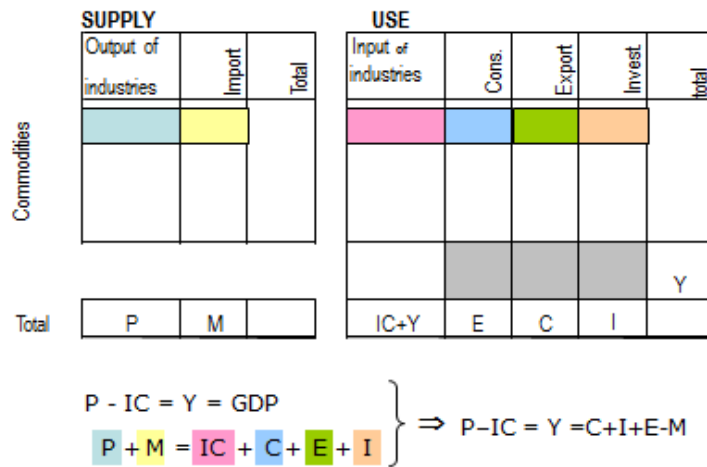 SUPPLY
USE
Output of industries
Import
Total
Input of industries
Cons.
Export
Invest.
total
Commodities
Y
Total
P
M
IC+Y
E
C
I
P - IC = Y = GDP
P + M = IC + C + E + I
⇒ P–IC = Y =C+I+E-M